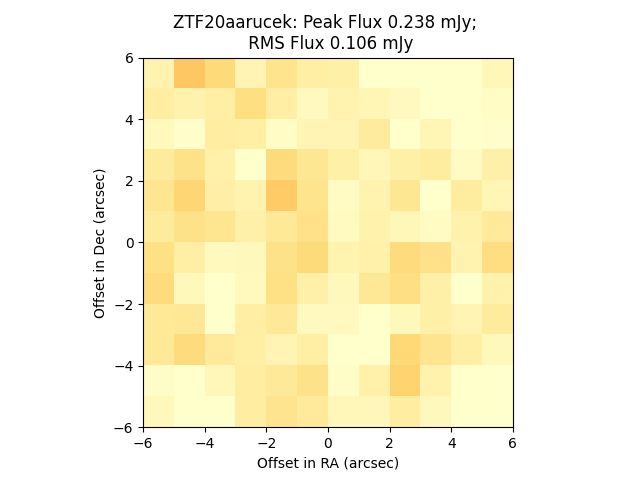 ZTF20aarucek: Peak Flux 0.238 mJy;
RMS Flux 0.106 mJy
6
4
2
0
−2
−4
−6
Offset in Dec (arcsec)
−6 −4 −2 0 2 4 6
Offset in RA (arcsec)